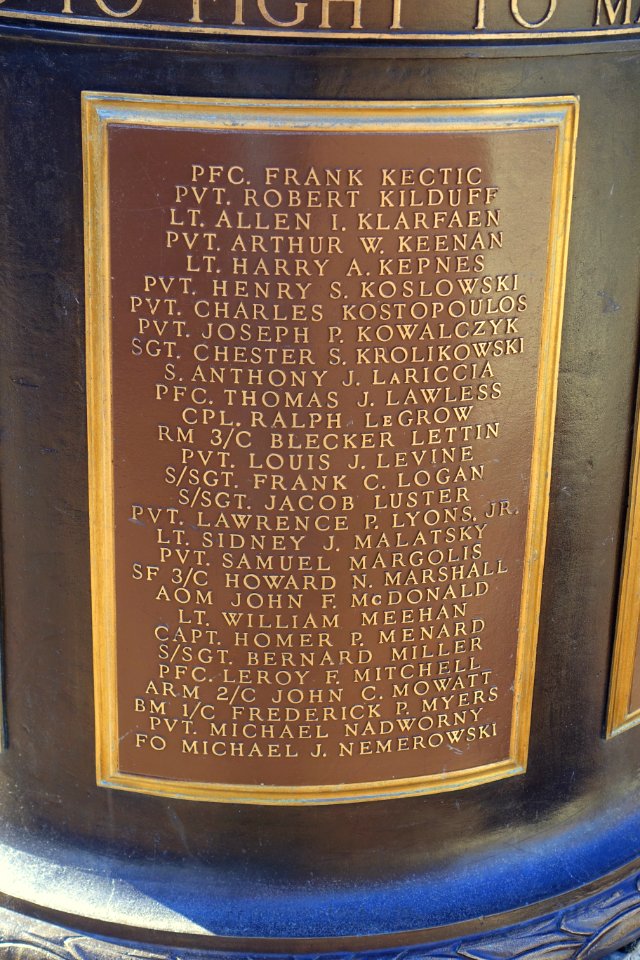 TO FIGHT TO
PFC. FRANK KECTIC
PVT. ROBERT KILDUFF
LT. ALLEN I. KLARFAEN
PVT. ARTHUR W. KEENAN
LT. HARRY A. KEPNES
PVT. HENRY S. KOSLOWSKI
PVT. CHARLES KOSTOPOULOS
PVT. JOSEPH P. KOWALCZYK
SGT. CHESTER S. KROLIKOWSKI
S. ANTHONY J. LARICCIA
PFC. THOMAS J. LAWLESS
CPL. RALPH LEGROW
RM 3/C BLECKER LETTIN
PVT. LOUIS J. LEVINE
S/SGT. FRANK C. LOGAN
S/SGT. JACOB LUSTER
PVT. LAWRENCE P. LYONS, JR.
LT. SIDNEY J. MALATSKY
PVT. SAMUEL MARGOLIS
SF 3/C HOWARD N. MARSHALL
AOM JOHN F. McDONALD
LT. WILLIAM MEEHAN
CAPT. HOMER P. MENARD
S/SGT. BERNARD MILLER
PFC. LEROY F. MITCHELL
ARM 2/C JOHN C. MOWATT
BM 1/C FREDERICK P. MYERS
PVT. MICHAEL NADWORNY
FO MICHAEL J. NEMEROWSKI